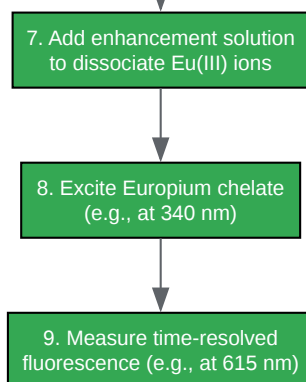 7. Add enhancement solution
to dissociate Eu(III) ions
8. Excite Europium chelate
(e.g., at 340 nm)
9. Measure time-resolved
fluorescence (e.g., at 615 nm)